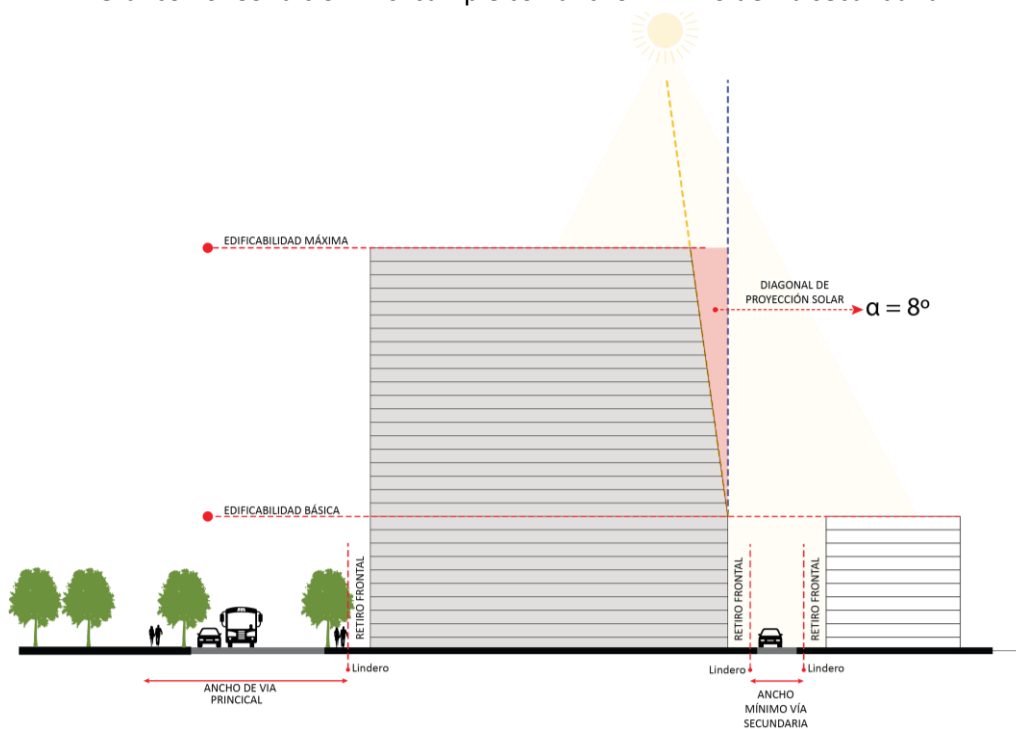 EDIFICABILIDAD MÁXIMA
DIAGONAL DE
PROYECCIÓN SOLAR
α = 8º
EDIFICABILIDAD BÁSICA
RETIRO FRONTAL
RETIRO FRONTAL
RETIRO FRONTAL
Lindero
Lindero
Lindero
ANCHO DE VIA
PRINCICAL
ANCHO
MÍNIMO VÍA
SECUNDARIA